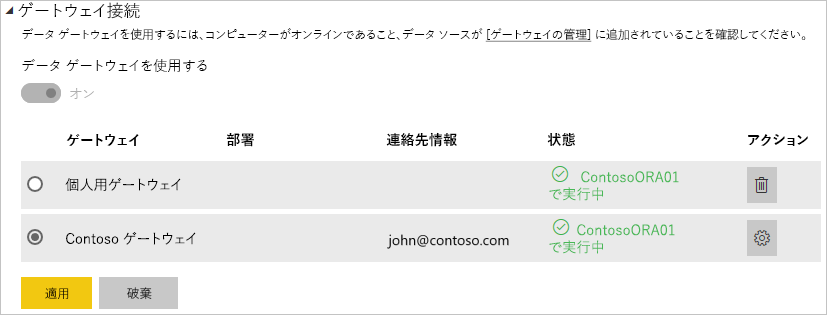 ゲートウェイ接続
データ ゲートウェイを使用するには、コンピューターがオンラインであること、データ ソースが [ゲートウェイの管理] に追加されていることを確認してください。
データ ゲートウェイを使用する
オン
ゲートウェイ 部署 連絡先情報 状態 アクション
個人用ゲートウェイ ContosoORA01
で実行中
Contoso ゲートウェイ john@contoso.com ContosoORA01
で実行中
適用 破棄